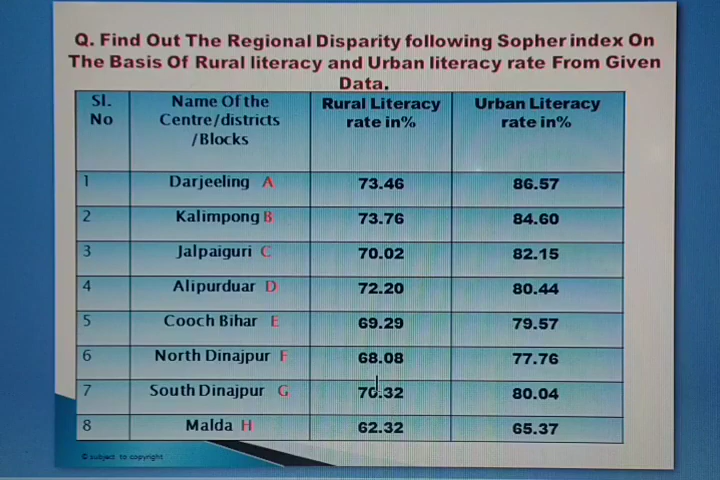 Q. Find Out The Regional Disparity following Sopher index On
The Basis Of Rural literacy and Urban literacy rate From Given
Data.
Sl. No | Name Of the Centre/districts /Blocks | Rural Literacy rate in% | Urban Literacy rate in%
1 Darjeeling A 73.46 86.57
2 Kalimpong B 73.76 84.60
3 Jalpaiguri C 70.02 82.15
4 Alipurduar D 72.20 80.44
5 Cooch Bihar E 69.29 79.57
6 North Dinajpur F 68.08 77.76
7 South Dinajpur G 70.32 80.04
8 Malda H 62.32 65.37
© subject to copyright